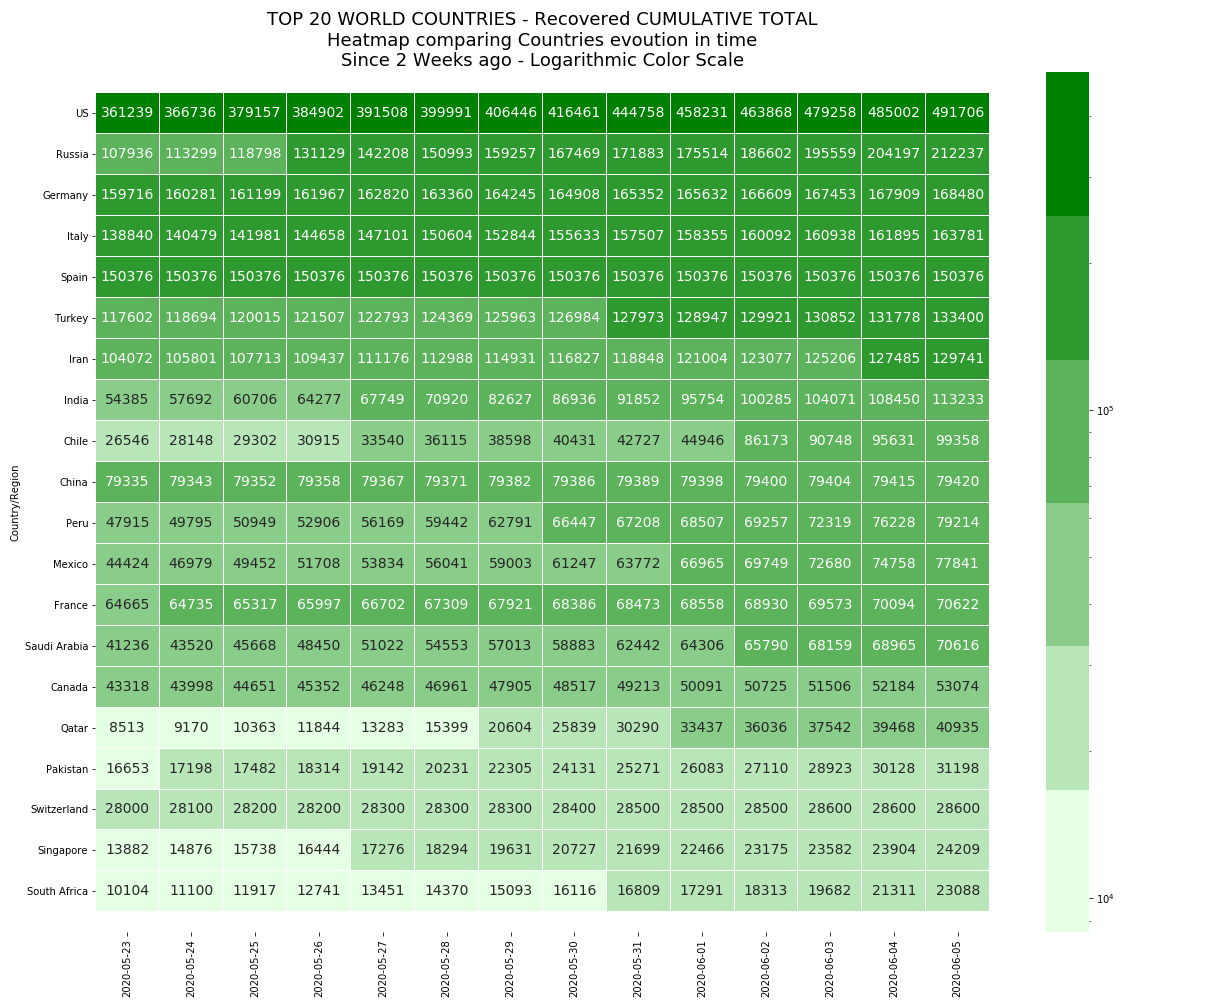 TOP 20 WORLD COUNTRIES - Recovered CUMULATIVE TOTAL
Heatmap comparing Countries evoution in time
Since 2 Weeks ago - Logarithmic Color Scale
US 361239 366736 379157 384902 391508 399991 406446 416461 444758 458231 463868 479258 485002 491706
Russia 107936 113299 118798 131129 142208 150993 159257 167469 171883 175514 186602 195559 204197 212237
Germany 159716 160281 161199 161967 162820 163360 164245 164908 165352 165632 166609 167453 167909 168480
Italy 138840 140479 141981 144658 147101 150604 152844 155633 157507 158355 160092 160938 161895 163781
Spain 150376 150376 150376 150376 150376 150376 150376 150376 150376 150376 150376 150376 150376 150376
Turkey 117602 118694 120015 121507 122793 124369 125963 126984 127973 128947 129921 130852 131778 133400
Iran 104072 105801 107713 109437 111176 112988 114931 116827 118848 121004 123077 125206 127485 129741
India 54385 57692 60706 64277 67749 70920 82627 86936 91852 95754 100285 104071 108450 113233
Chile 26546 28148 29302 30915 33540 36115 38598 40431 42727 44946 86173 90748 95631 99358
China 79335 79343 79352 79358 79367 79371 79382 79386 79389 79398 79400 79404 79415 79420
Peru 47915 49795 50949 52906 56169 59442 62791 66447 67208 68507 69257 72319 76228 79214
Mexico 44424 46979 49452 51708 53834 56041 59003 61247 63772 66965 69749 72680 74758 77841
France 64665 64735 65317 65997 66702 67309 67921 68386 68473 68558 68930 69573 70094 70622
Saudi Arabia 41236 43520 45668 48450 51022 54553 57013 58883 62442 64306 65790 68159 68965 70616
Canada 43318 43998 44651 45352 46248 46961 47905 48517 49213 50091 50725 51506 52184 53074
Qatar 8513 9170 10363 11844 13283 15399 20604 25839 30290 33437 36036 37542 39468 40935
Pakistan 16653 17198 17482 18314 19142 20231 22305 24131 25271 26083 27110 28923 30128 31198
Switzerland 28000 28100 28200 28200 28300 28300 28300 28400 28500 28500 28500 28600 28600 28600
Singapore 13882 14876 15738 16444 17276 18294 19631 20727 21699 22466 23175 23582 23904 24209
South Africa 10104 11100 11917 12741 13451 14370 15093 16116 16809 17291 18313 19682 21311 23088
2020-05-23 2020-05-24 2020-05-25 2020-05-26 2020-05-27 2020-05-28 2020-05-29 2020-05-30 2020-05-31 2020-06-01 2020-06-02 2020-06-03 2020-06-04 2020-06-05
Country/Region
10⁵
10⁴